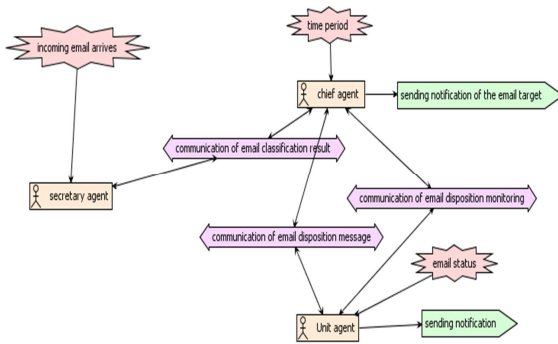 time period
incoming email arrives
chief agent
sending notification of the email target
communication of email classification result
secretary agent
communication of email disposition monitoring
communication of email disposition message
email status
Unit agent
sending notification